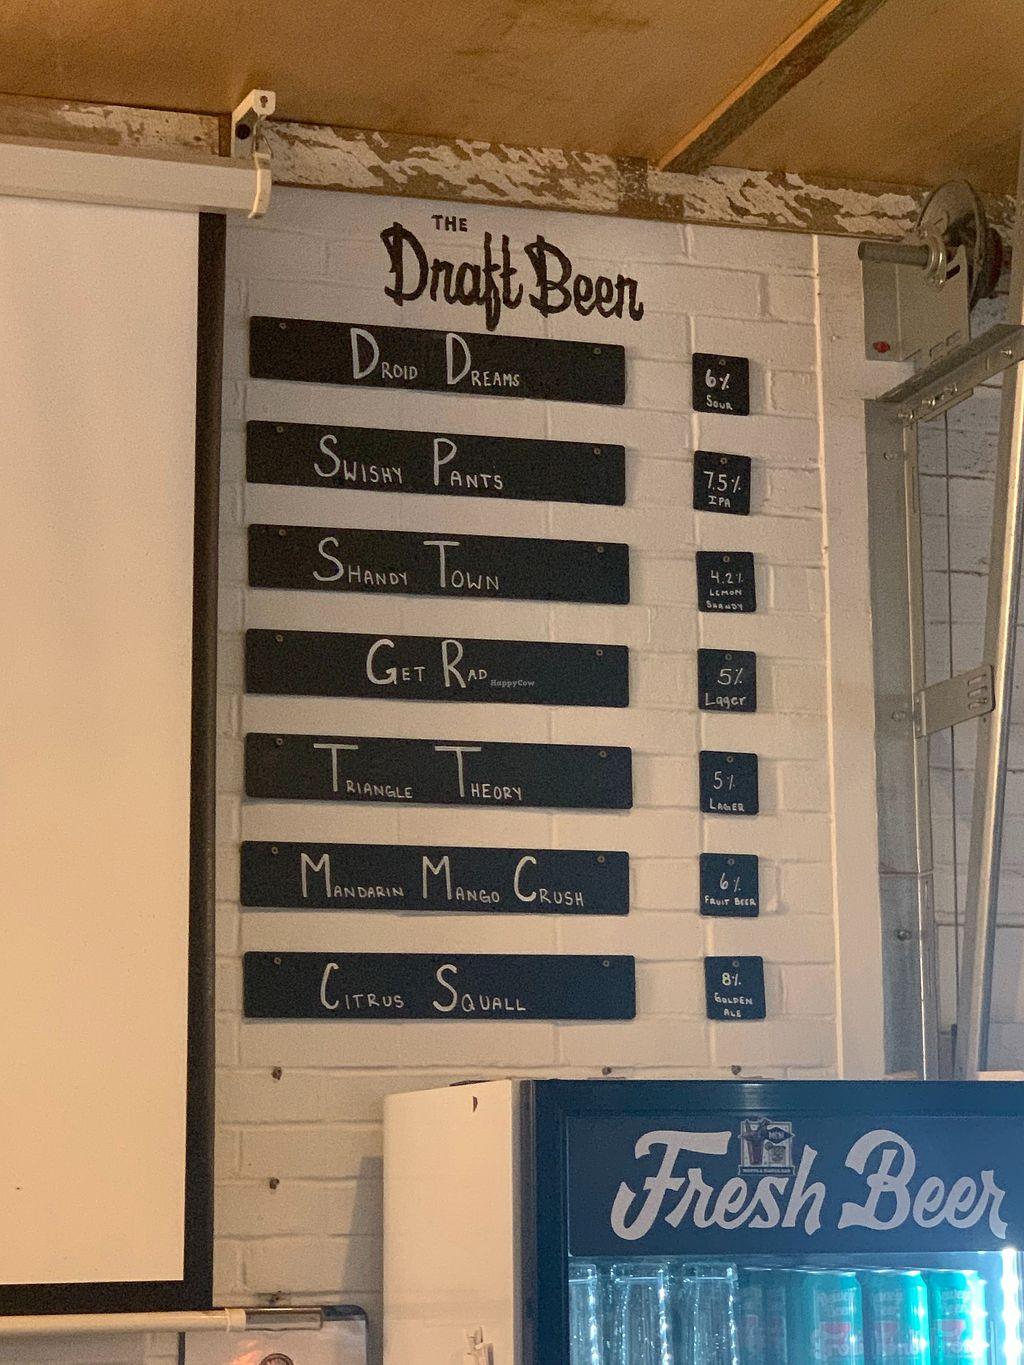 THE
Draft Beer
DROID DREAMS
6%
SOUR
SWISHY PANTS
7.5%
IPA
SHANDY TOWN
4.2%
LEMON
SHANDY
GET RAD
HappyCow
5%
Lager
TRIANGLE THEORY
5%
LAGER
MANDARIN MANGO CRUSH
6%
FRUIT BEER
CITRUS SQUALL
8%
GOLDEN
ALE
Fresh Beer